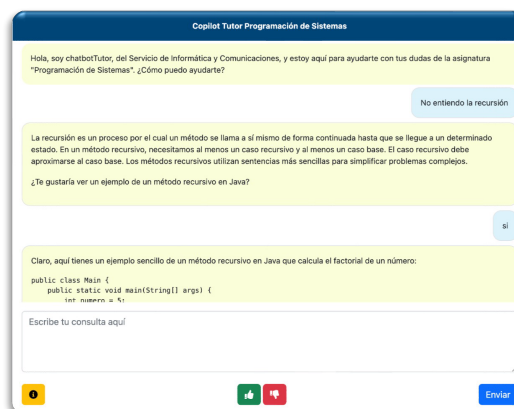 Copilot Tutor Programación de Sistemas
Hola, soy chatbotTutor, del Servicio de Informática y Comunicaciones, y estoy aquí para ayudarte con tus dudas de la asignatura
"Programación de Sistemas". ¿Cómo puedo ayudarte?
No entiendo la recursión
La recursión es un proceso por el cual un método se llama a sí mismo de forma continuada hasta que se llegue a un determinado
estado. En un método recursivo, necesitamos al menos un caso recursivo y al menos un caso base. El caso recursivo debe
aproximarse al caso base. Los métodos recursivos utilizan sentencias más sencillas para simplificar problemas complejos.
¿Te gustaría ver un ejemplo de un método recursivo en Java?
si
Claro, aquí tienes un ejemplo sencillo de un método recursivo en Java que calcula el factorial de un número:
public class Main {
public static void main(String[] args) {
int numero = 5;
Escribe tu consulta aquí
Enviar